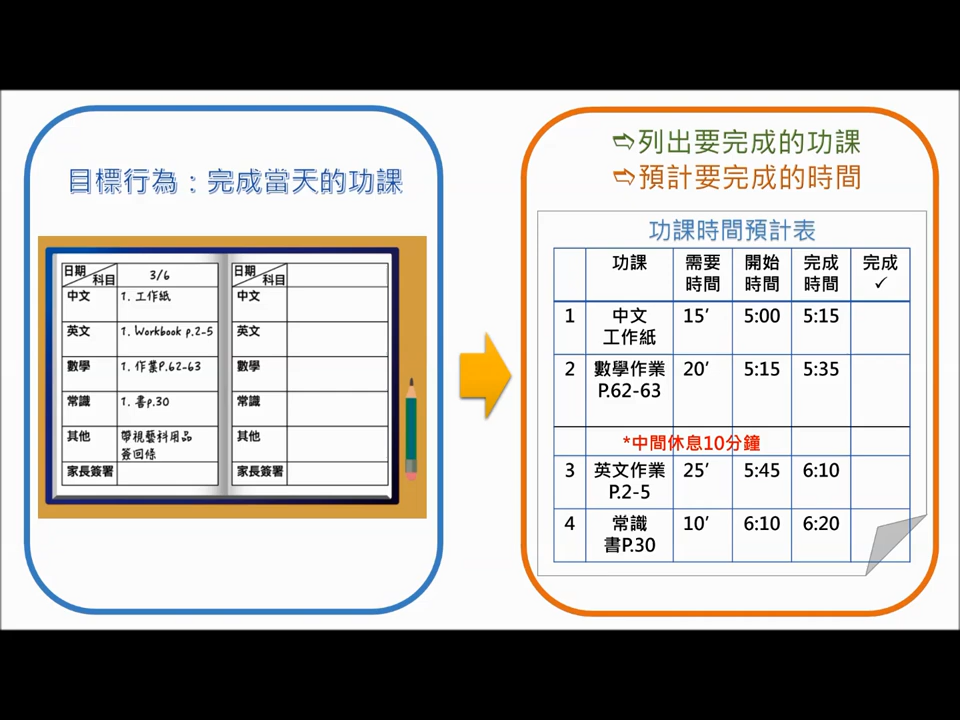 目標行為：完成當天的功課
日期 科目 3/6 日期 科目
中文 1. 工作紙 中文
英文 1. Workbook p.2-5 英文
數學 1. 作業P.62-63 數學
常識 1. 書p.30 常識
其他 帶視藝科用品 其他
簽回條
家長簽署 家長簽署
➩列出要完成的功課
➩預計要完成的時間
功課時間預計表
功課 需要 開始 完成 完成
時間 時間 時間 ✓
1 中文 15′ 5:00 5:15
工作紙
2 數學作業 20′ 5:15 5:35
P.62-63
*中間休息10分鐘
3 英文作業 25′ 5:45 6:10
P.2-5
4 常識 10′ 6:10 6:20
書P.30